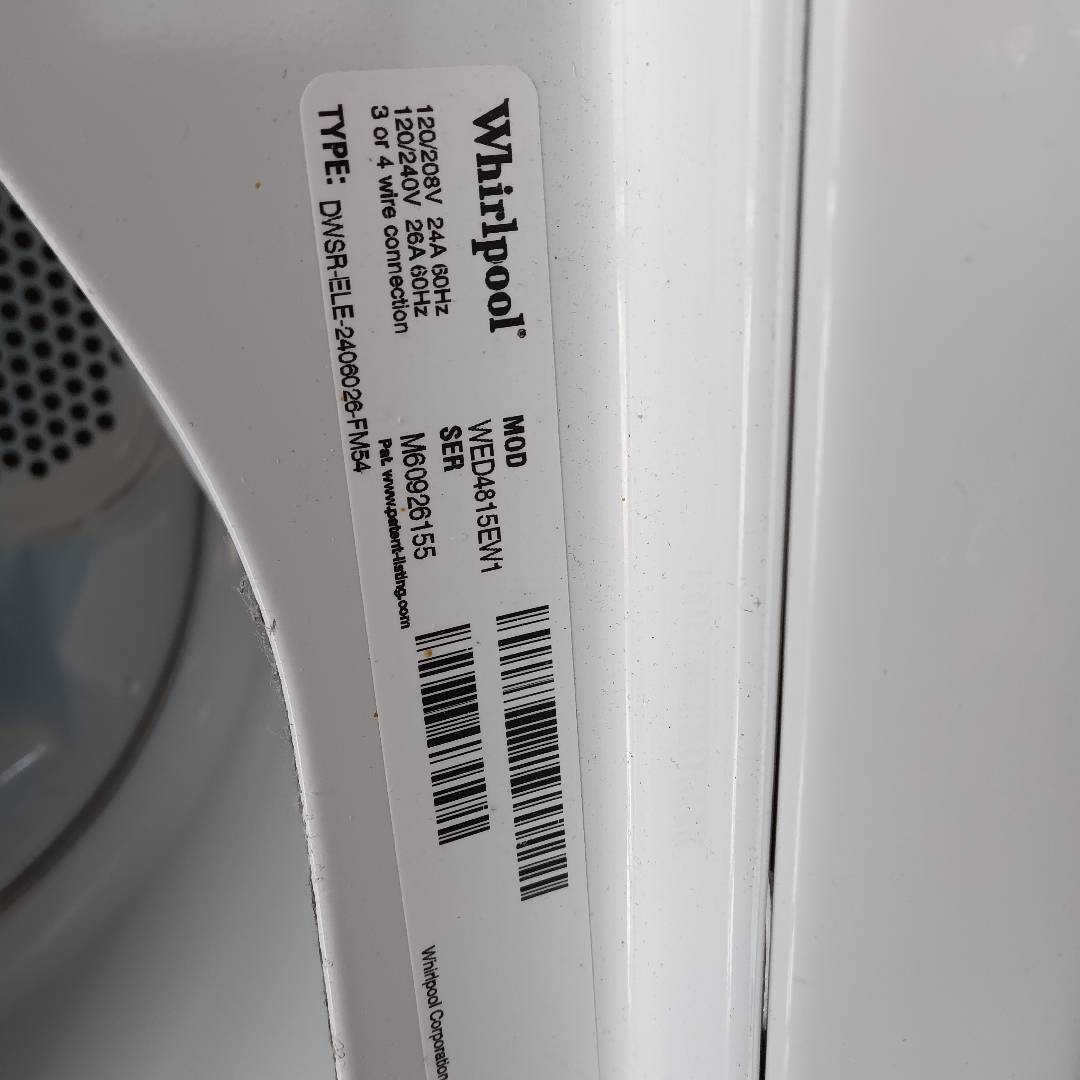 Whirlpool®
120/208V 24A 60Hz
120/240V 26A 60Hz
3 or 4 wire connection
TYPE: DWSR-ELE-2406026-FM54
MOD
WED4815EW1
SER
M60926155
Pat. www.patent-listing.com
Whirlpool Corporation